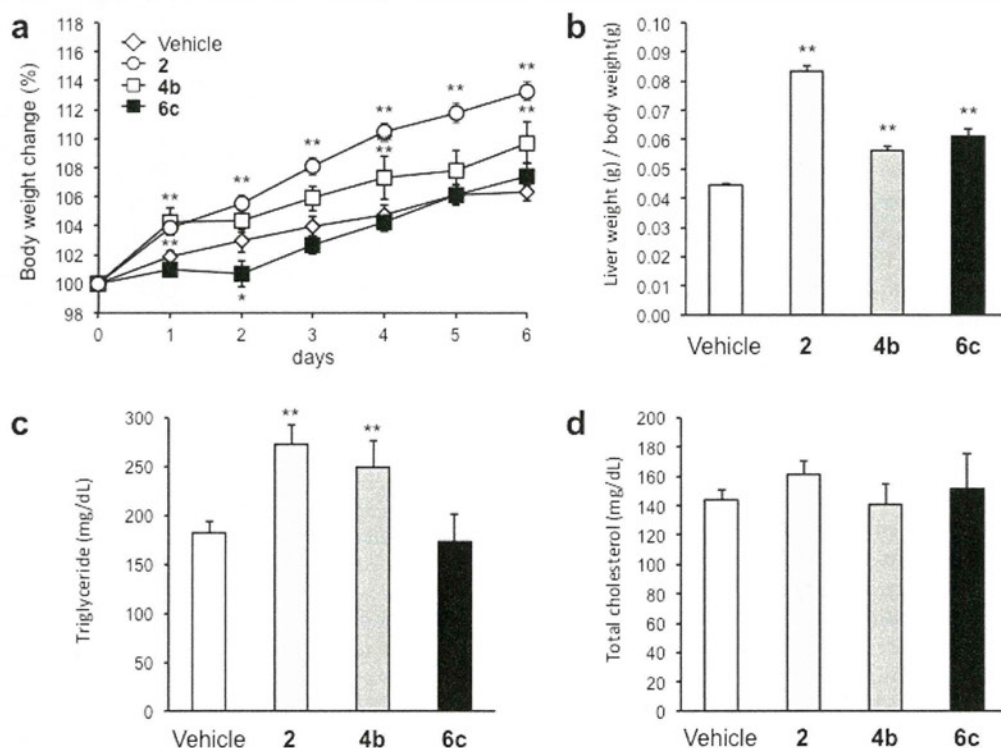 a
Vehicle
2
4b
6c
Body weight change (%)
118
116
114
112
110
108
106
104
102
100
98
** ** ** ** ** ** ** ** ** *
0 1 2 3 4 5 6
days
b
Liver weight (g) / body weight(g)
0.10
0.09
0.08
0.07
0.06
0.05
0.04
0.03
0.02
0.01
0.00
** ** **
Vehicle 2 4b 6c
c
Triglyceride (mg/dL)
300
250
200
150
100
50
0
** **
Vehicle 2 4b 6c
d
Total cholesterol (mg/dL)
200
180
160
140
120
100
80
60
40
20
0
Vehicle 2 4b 6c